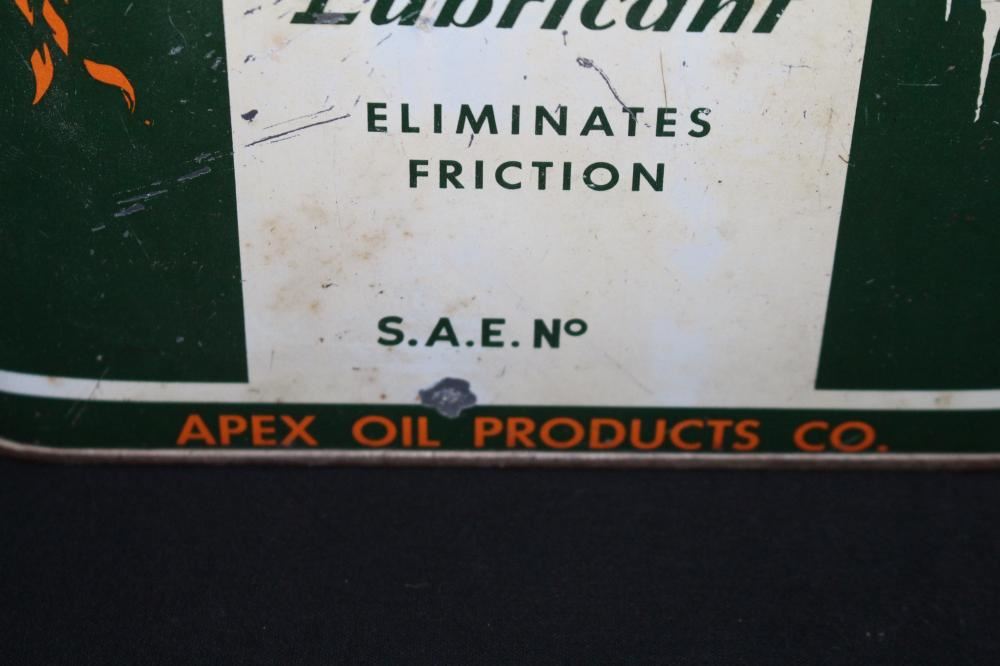 Lubricant
ELIMINATES
FRICTION
S.A.E. Nº
APEX OIL PRODUCTS CO.